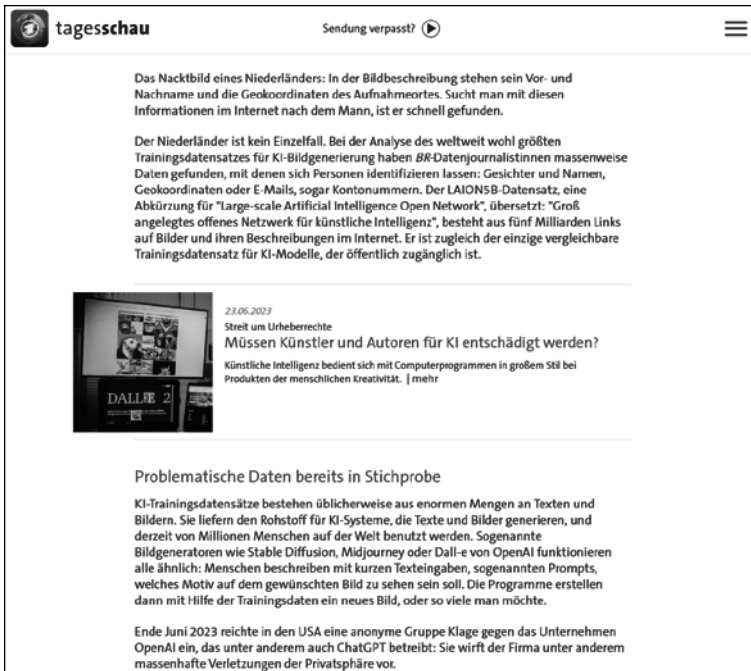 tagesschau
Sendung verpasst?
Das Nacktbild eines Niederländers: In der Bildbeschreibung stehen sein Vor- und
Nachname und die Geokoordinaten des Aufnahmeortes. Sucht man mit diesen
Informationen im Internet nach dem Mann, ist er schnell gefunden.
Der Niederländer ist kein Einzelfall. Bei der Analyse des weltweit wohl größten
Trainingsdatensatzes für KI-Bildgenerierung haben BR-Datenjournalistinnen massenweise
Daten gefunden, mit denen sich Personen identifizieren lassen: Gesichter und Namen,
Geokoordinaten oder E-Mails, sogar Kontonummern. Der LAION5B-Datensatz, eine
Abkürzung für "Large-scale Artificial Intelligence Open Network", übersetzt: "Groß
angelegtes offenes Netzwerk für künstliche Intelligenz", besteht aus fünf Milliarden Links
auf Bilder und ihren Beschreibungen im Internet. Er ist zugleich der einzige vergleichbare
Trainingsdatensatz für KI-Modelle, der öffentlich zugänglich ist.
23.06.2023
Streit um Urheberrechte
Müssen Künstler und Autoren für KI entschädigt werden?
Künstliche Intelligenz bedient sich mit Computerprogrammen in großem Stil bei
Produkten der menschlichen Kreativität. | mehr
DALL·E 2
Problematische Daten bereits in Stichprobe
KI-Trainingsdatensätze bestehen üblicherweise aus enormen Mengen an Texten und
Bildern. Sie liefern den Rohstoff für KI-Systeme, die Texte und Bilder generieren, und
derzeit von Millionen Menschen auf der Welt benutzt werden. Sogenannte
Bildgeneratoren wie Stable Diffusion, Midjourney oder Dall-e von OpenAI funktionieren
alle ähnlich: Menschen beschreiben mit kurzen Texteingaben, sogenannten Prompts,
welches Motiv auf dem gewünschten Bild zu sehen sein soll. Die Programme erstellen
dann mit Hilfe der Trainingsdaten ein neues Bild, oder so viele man möchte.
Ende Juni 2023 reichte in den USA eine anonyme Gruppe Klage gegen das Unternehmen
OpenAI ein, das unter anderem auch ChatGPT betreibt: Sie wirft der Firma unter anderem
massenhafte Verletzungen der Privatsphäre vor.